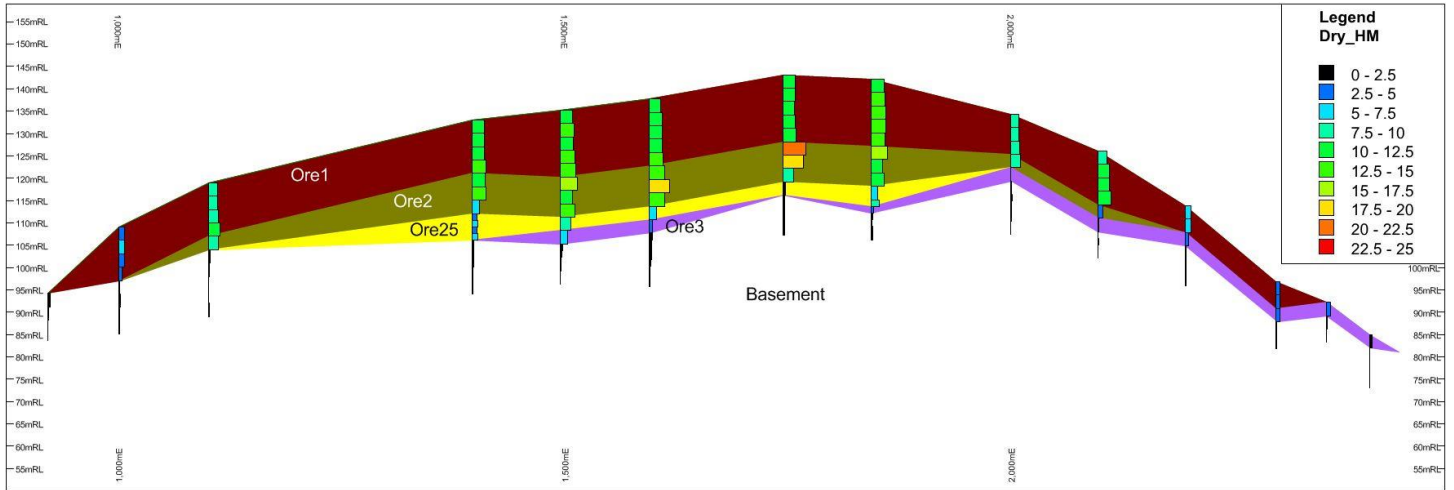 1,000mE
1,500mE
2,000mE
Legend
Dry_HM
0 - 2.5
2.5 - 5
5 - 7.5
7.5 - 10
10 - 12.5
12.5 - 15
15 - 17.5
17.5 - 20
20 - 22.5
22.5 - 25
155mRL
150mRL
145mRL
140mRL
135mRL
130mRL
125mRL
120mRL
115mRL
110mRL
105mRL
100mRL
95mRL
90mRL
85mRL
80mRL
75mRL
70mRL
65mRL
60mRL
55mRL
Ore1
Ore2
Ore25
Ore3
Basement
100mRL
95mRL
90mRL
85mRL
80mRL
75mRL
70mRL
65mRL
60mRL
55mRL
1,000mE
1,500mE
2,000mE